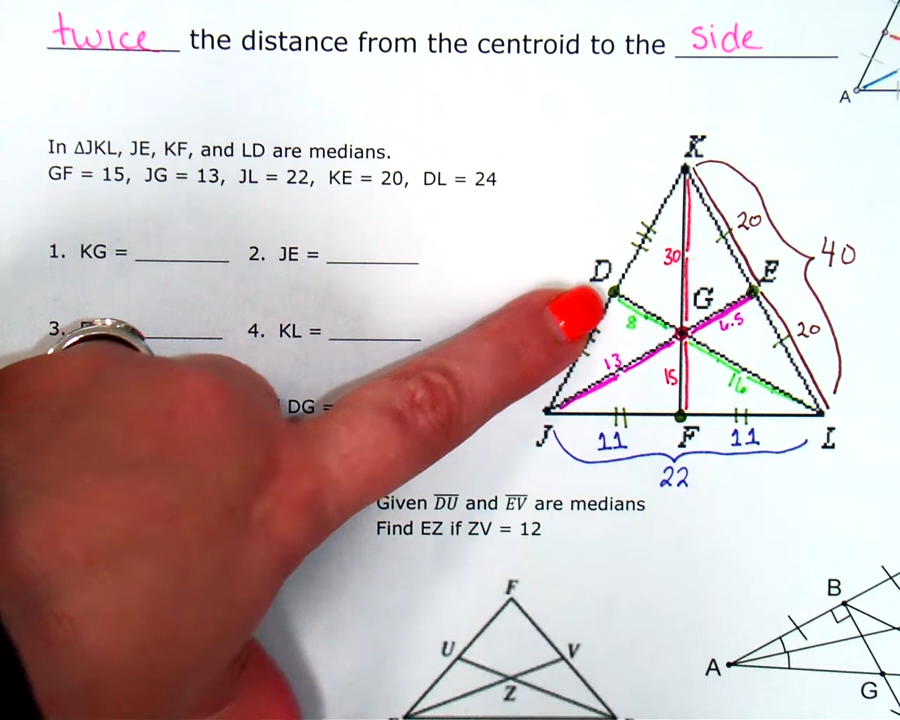 twice the distance from the centroid to the side
In ΔJKL, JE, KF, and LD are medians.
GF = 15, JG = 13, JL = 22, KE = 20, DL = 24
1. KG = ________ 2. JE = ________
3. ________ 4. KL = ________
DG =
K
20
40
30
D
E
G
8
6.5
20
13
15
16
J
F
L
11
11
22
A
Given DU and EV are medians
Find EZ if ZV = 12
F
U
V
Z
B
A
G